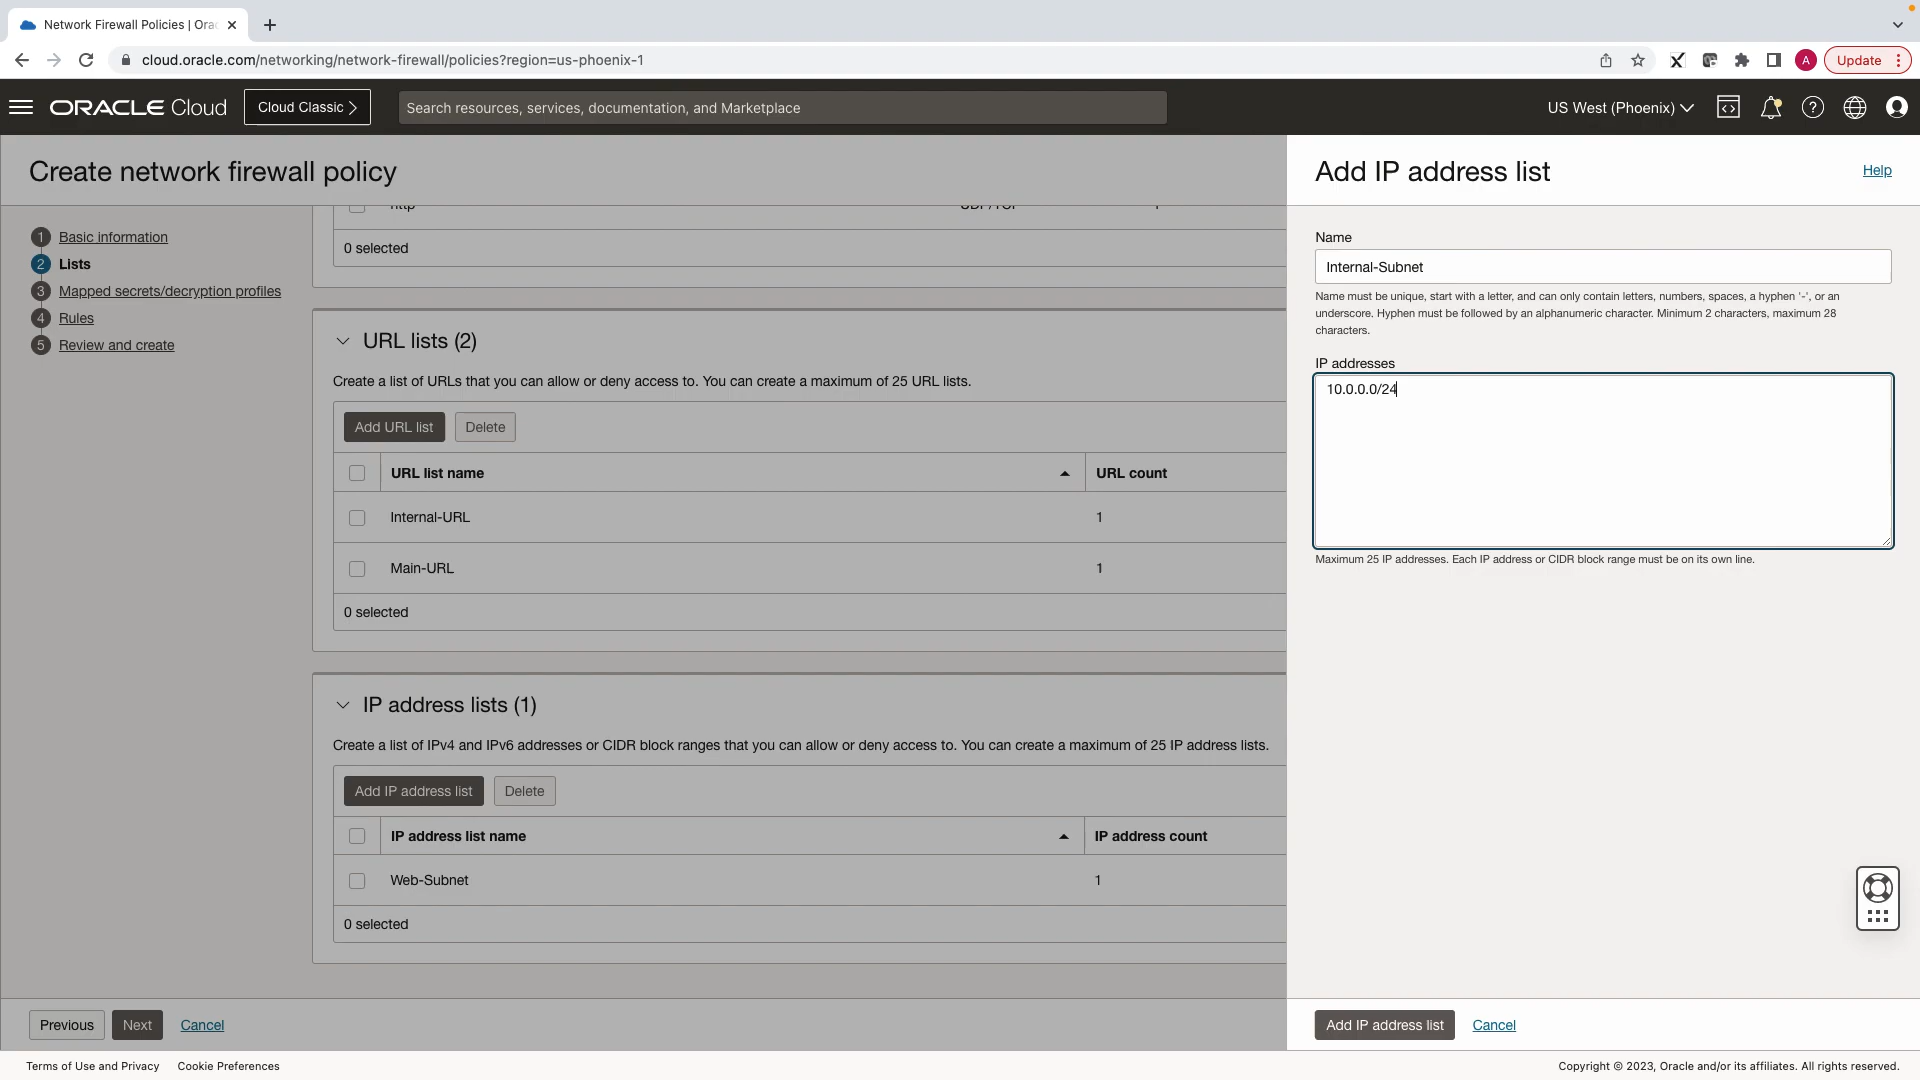 Network Firewall Policies | Ora
cloud.oracle.com/networking/network-firewall/policies?region=us-phoenix-1
A
Update
ORACLE Cloud
Cloud Classic
Search resources, services, documentation, and Marketplace
US West (Phoenix)
Create network firewall policy
1 Basic information
2 Lists
3 Mapped secrets/decryption profiles
4 Rules
5 Review and create
0 selected
URL lists (2)
Create a list of URLs that you can allow or deny access to. You can create a maximum of 25 URL lists.
Add URL list
Delete
URL list name
URL count
Internal-URL
1
Main-URL
1
0 selected
IP address lists (1)
Create a list of IPv4 and IPv6 addresses or CIDR block ranges that you can allow or deny access to. You can create a maximum of 25 IP address lists.
Add IP address list
Delete
IP address list name
IP address count
Web-Subnet
1
0 selected
Previous
Next
Cancel
Add IP address list
Help
Name
Internal-Subnet
Name must be unique, start with a letter, and can only contain letters, numbers, spaces, a hyphen '-', or an
underscore. Hyphen must be followed by an alphanumeric character. Minimum 2 characters, maximum 28
characters.
IP addresses
10.0.0.0/24
Maximum 25 IP addresses. Each IP address or CIDR block range must be on its own line.
Add IP address list
Cancel
Terms of Use and Privacy
Cookie Preferences
Copyright © 2023, Oracle and/or its affiliates. All rights reserved.